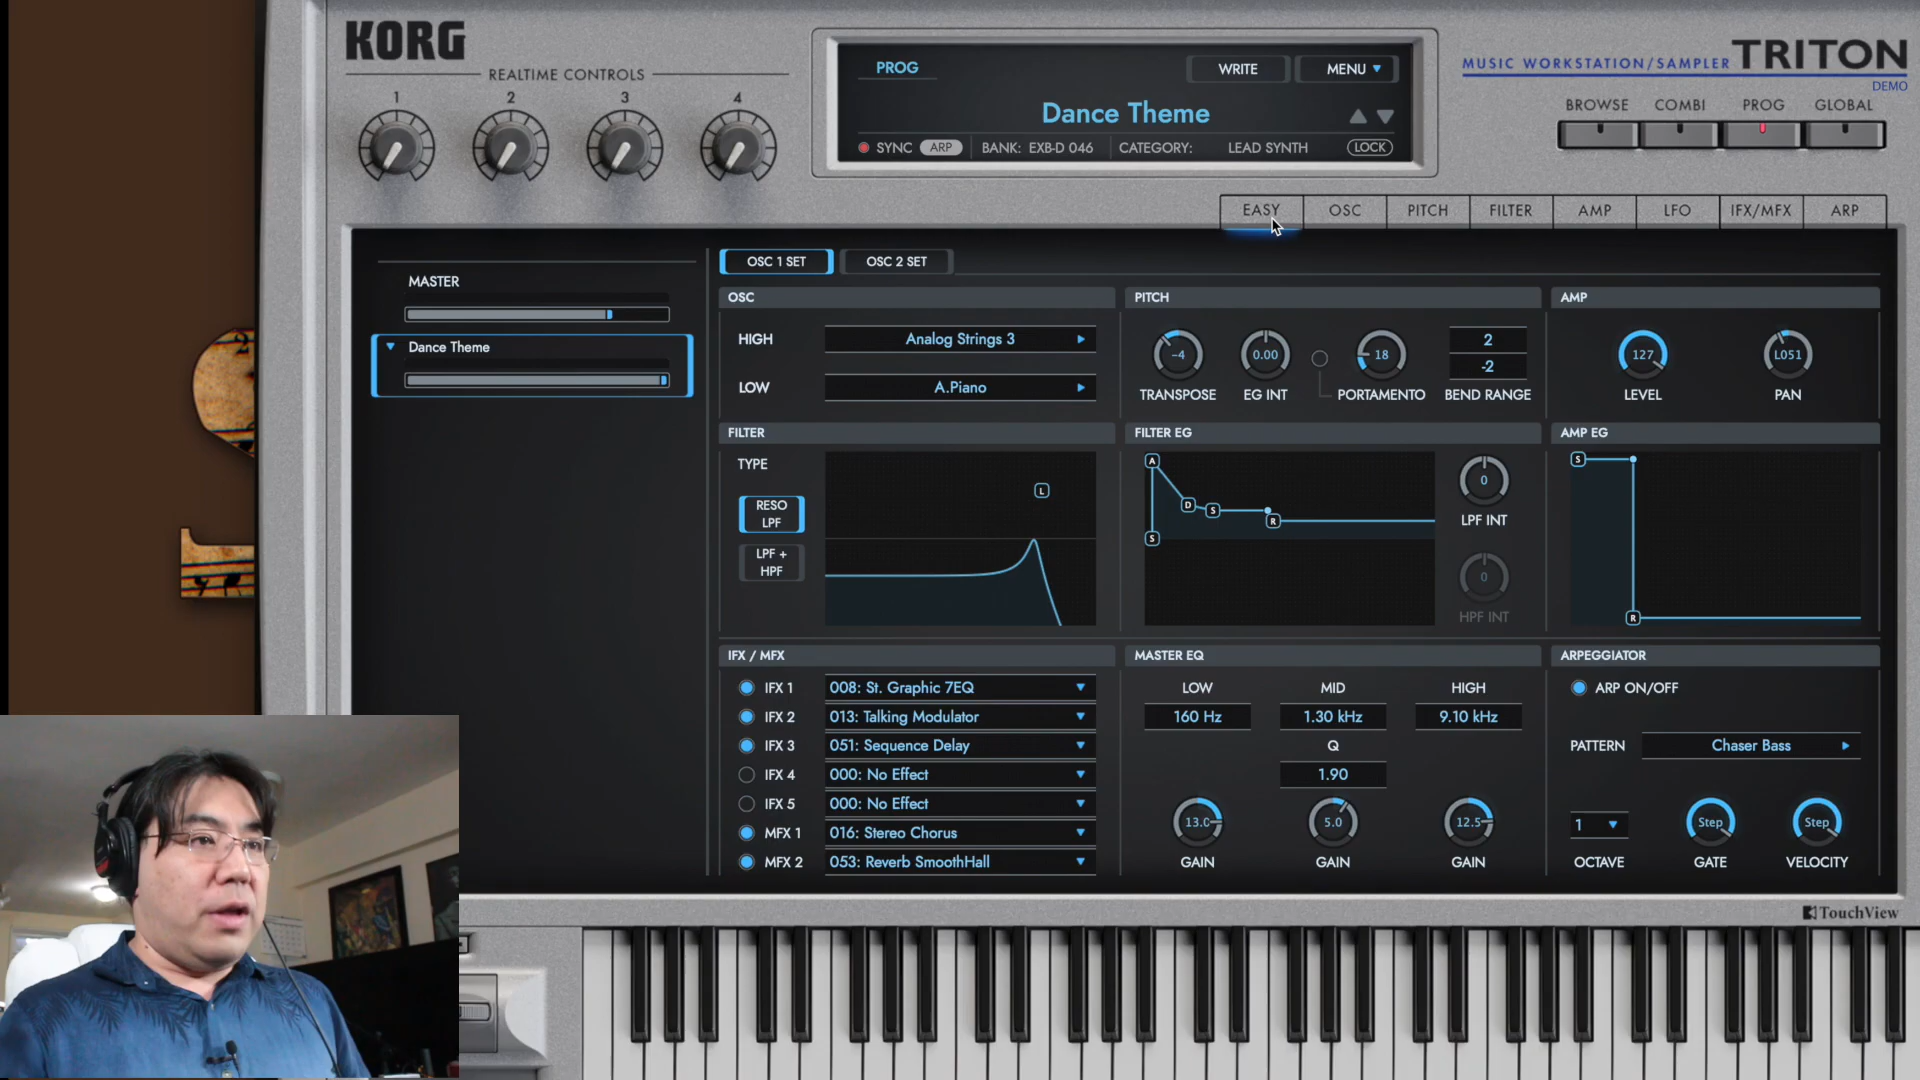 KORG
REALTIME CONTROLS
1 2 3 4
PROG WRITE MENU
Dance Theme
SYNC ARP BANK: EXB-D 046 CATEGORY: LEAD SYNTH LOCK
MUSIC WORKSTATION/SAMPLER TRITON
DEMO
BROWSE COMBI PROG GLOBAL
EASY OSC PITCH FILTER AMP LFO IFX/MFX ARP
MASTER
Dance Theme
OSC 1 SET OSC 2 SET
OSC
HIGH Analog Strings 3
LOW A.Piano
PITCH
-4 0.00 18 2
-2
TRANSPOSE EG INT PORTAMENTO BEND RANGE
AMP
127 L051
LEVEL PAN
FILTER
TYPE
RESO
LPF
LPF +
HPF
L
FILTER EG
A
D
S
R
S
0
LPF INT
0
HPF INT
AMP EG
S
R
IFX / MFX
IFX 1 008: St. Graphic 7EQ
IFX 2 013: Talking Modulator
IFX 3 051: Sequence Delay
IFX 4 000: No Effect
IFX 5 000: No Effect
MFX 1 016: Stereo Chorus
MFX 2 053: Reverb SmoothHall
MASTER EQ
LOW MID HIGH
160 Hz 1.30 kHz 9.10 kHz
Q
1.90
13.0 5.0 12.5
GAIN GAIN GAIN
ARPEGGIATOR
ARP ON/OFF
PATTERN Chaser Bass
1 Step Step
OCTAVE GATE VELOCITY
TouchView